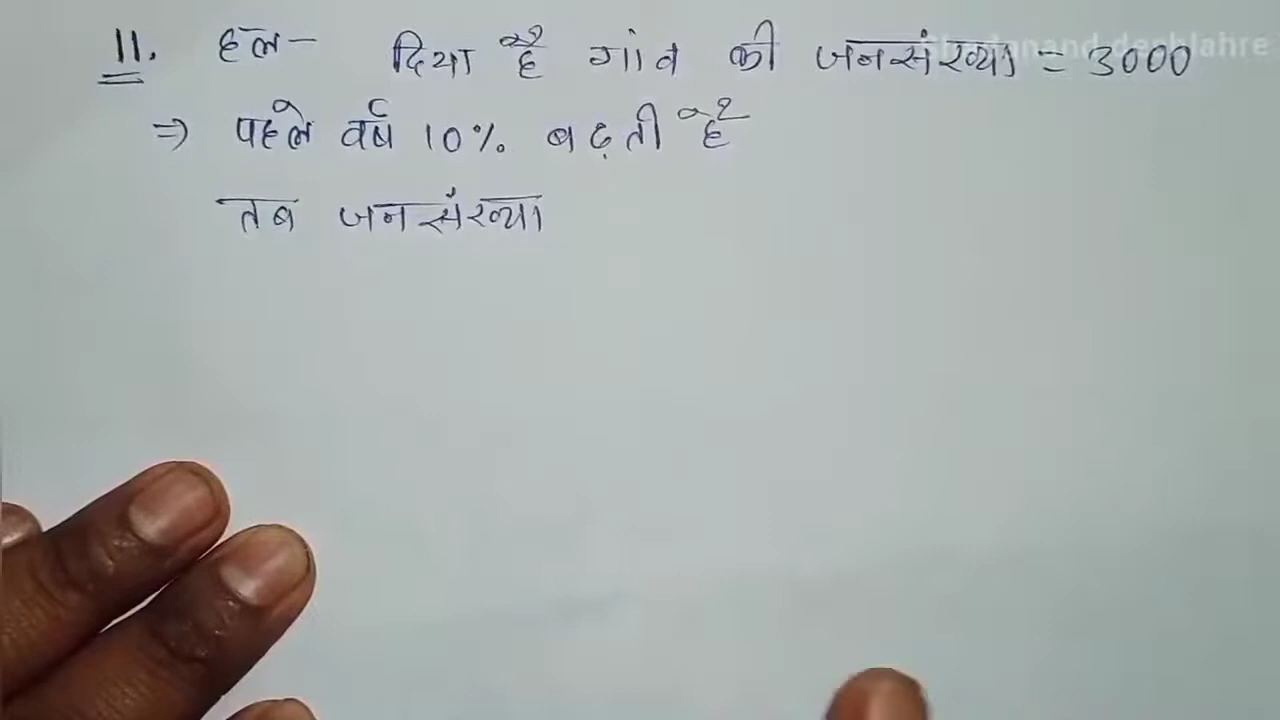 11. हल- दिया है गांव की जनसंख्या = 3000
⇒ पहले वर्ष 10% बढ़ती है
तब जनसंख्या